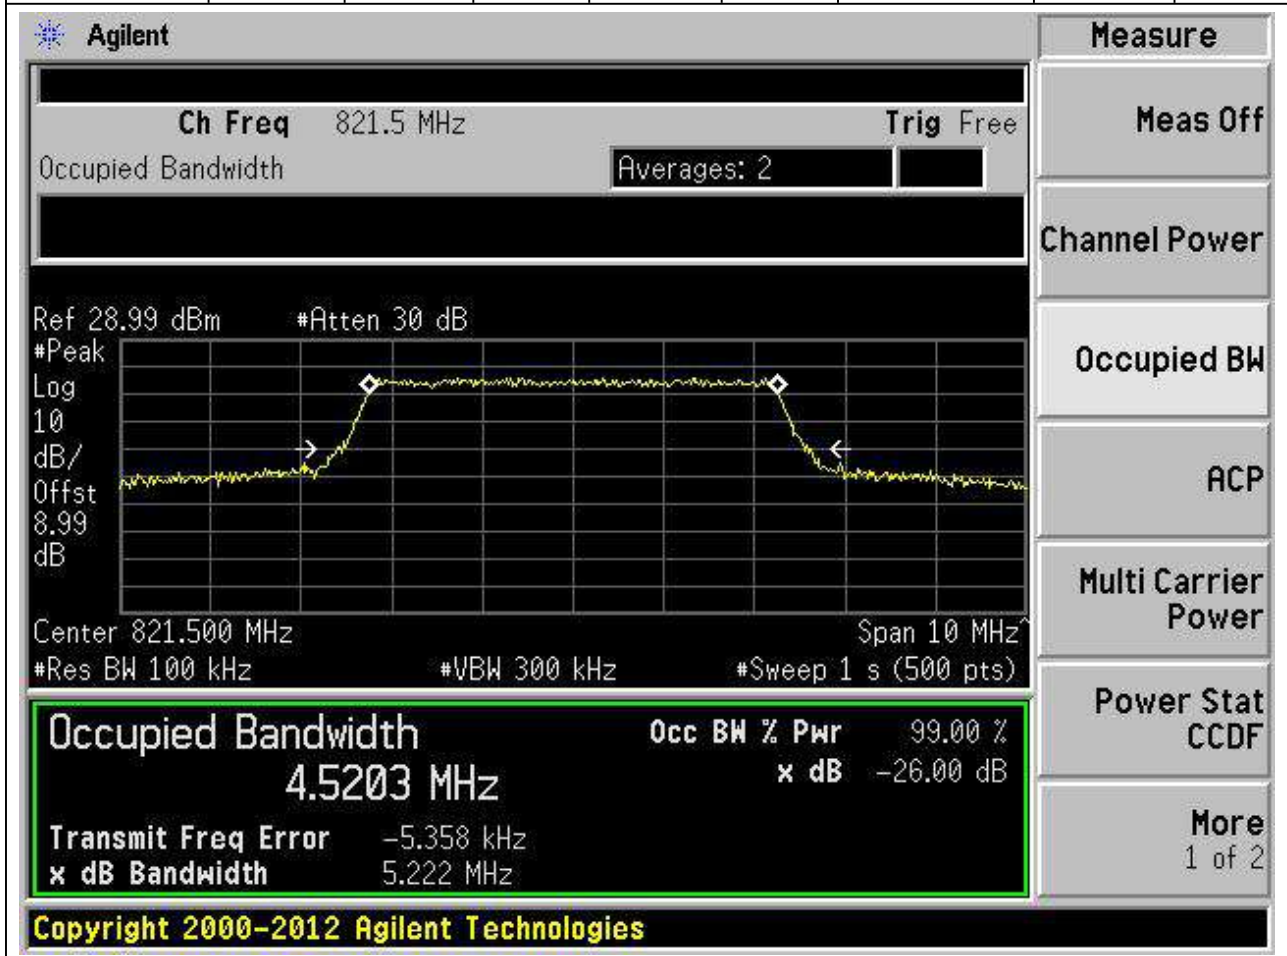 Agilent
Measure
Ch Freq 821.5 MHz Trig Free
Occupied Bandwidth Averages: 2
Meas Off
Channel Power
Occupied BW
ACP
Multi Carrier
Power
Power Stat
CCDF
More
1 of 2
Ref 28.99 dBm #Atten 30 dB
#Peak
Log
10
dB/
Offst
8.99
dB
Center 821.500 MHz Span 10 MHz^
#Res BW 100 kHz #VBW 300 kHz #Sweep 1 s (500 pts)
Occupied Bandwidth Occ BW % Pwr 99.00 %
4.5203 MHz x dB -26.00 dB
Transmit Freq Error -5.358 kHz
x dB Bandwidth 5.222 MHz
Copyright 2000-2012 Agilent Technologies